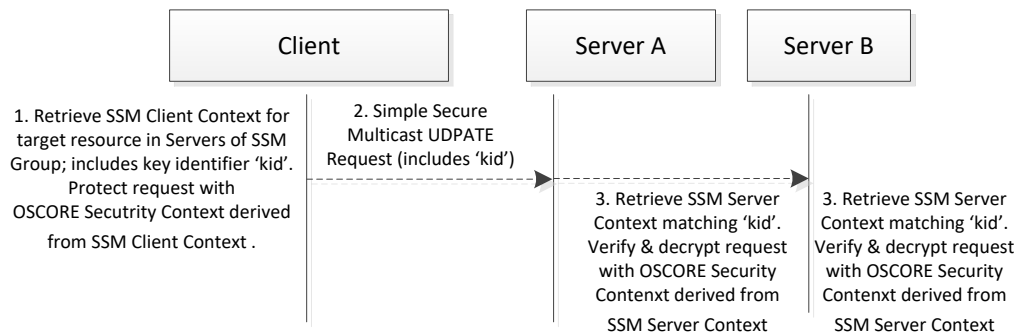 Client
Server A
Server B
1. Retrieve SSM Client Context for
target resource in Servers of SSM
Group; includes key identifier ‘kid’.
Protect request with
OSCORE Secutrity Context derived
from SSM Client Context .
2. Simple Secure
Multicast UDPATE
Request (includes ‘kid’)
3. Retrieve SSM Server
Context matching ‘kid’.
Verify & decrypt request
with OSCORE Security
Contenxt derived from
SSM Server Context
3. Retrieve SSM Server
Context matching ‘kid’.
Verify & decrypt request
with OSCORE Security
Contenxt derived from
SSM Server Context